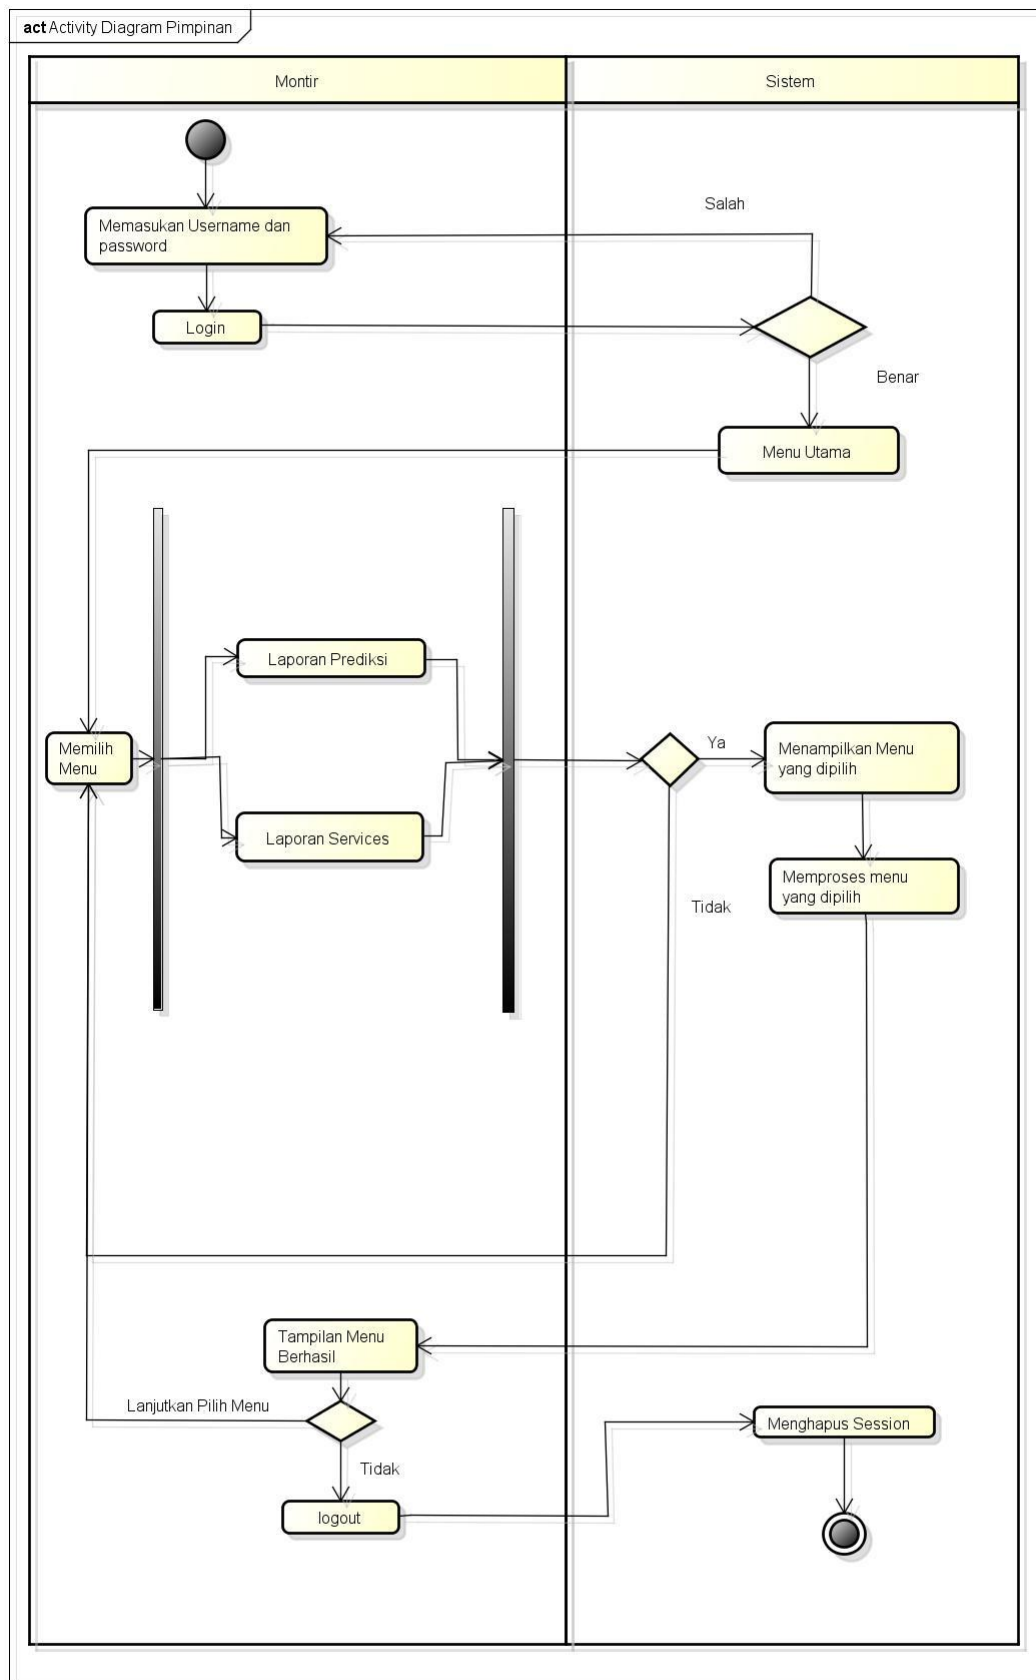 act Activity Diagram Pimpinan
Montir
Sistem
Memasukan Username dan
password
Salah
Login
Benar
Menu Utama
Laporan Prediksi
Memilih
Menu
Ya
Menampilkan Menu
yang dipilih
Laporan Services
Memproses menu
yang dipilih
Tidak
Tampilan Menu
Berhasil
Lanjutkan Pilih Menu
Menghapus Session
Tidak
logout